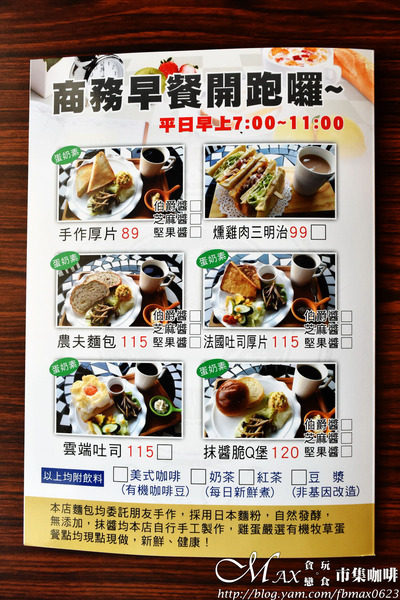 商務早餐開跑囉~
平日早上7:00~11:00
蛋奶素
伯爵醬□
芝麻醬□
手作厚片 89 堅果醬□
燻雞肉三明治99□
蛋奶素
伯爵醬□
芝麻醬□
農夫麵包 115 堅果醬□
蛋奶素
伯爵醬□
芝麻醬□
法國吐司厚片 115 堅果醬□
蛋奶素
雲端吐司 115□
蛋奶素
伯爵醬□
芝麻醬□
抹醬脆Q堡 120 堅果醬□
以上均附飲料
□美式咖啡 □奶茶□紅茶 □豆漿
(有機咖啡豆) (每日新鮮煮) (非基因改造)
本店麵包均委託朋友手作，採用日本麵粉，自然發酵，
無添加，抹醬均本店自行手工製作，雞蛋嚴選有機牧草蛋
餐點均現點現做，新鮮、健康！
MAX貪玩戀食 市集咖啡
http://blog.yam.com/fbmax0623